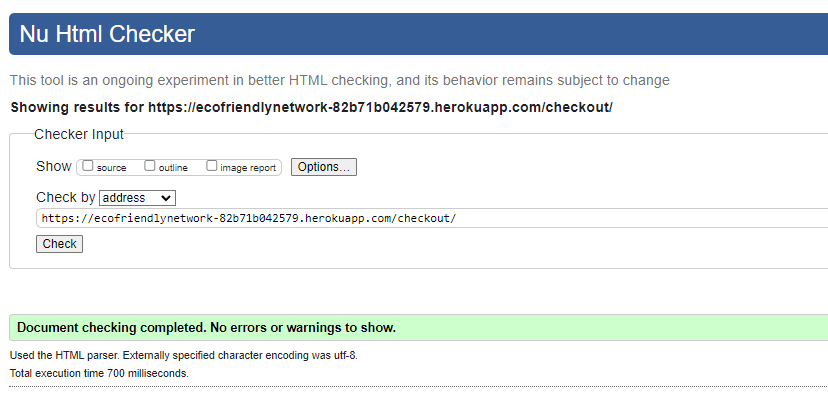 Nu Html Checker
This tool is an ongoing experiment in better HTML checking, and its behavior remains subject to change
Showing results for https://ecofriendlynetwork-82b71b042579.herokuapp.com/checkout/
Checker Input
Show source outline image report Options...
Check by address
https://ecofriendlynetwork-82b71b042579.herokuapp.com/checkout/
Check
Document checking completed. No errors or warnings to show.
Used the HTML parser. Externally specified character encoding was utf-8.
Total execution time 700 milliseconds.